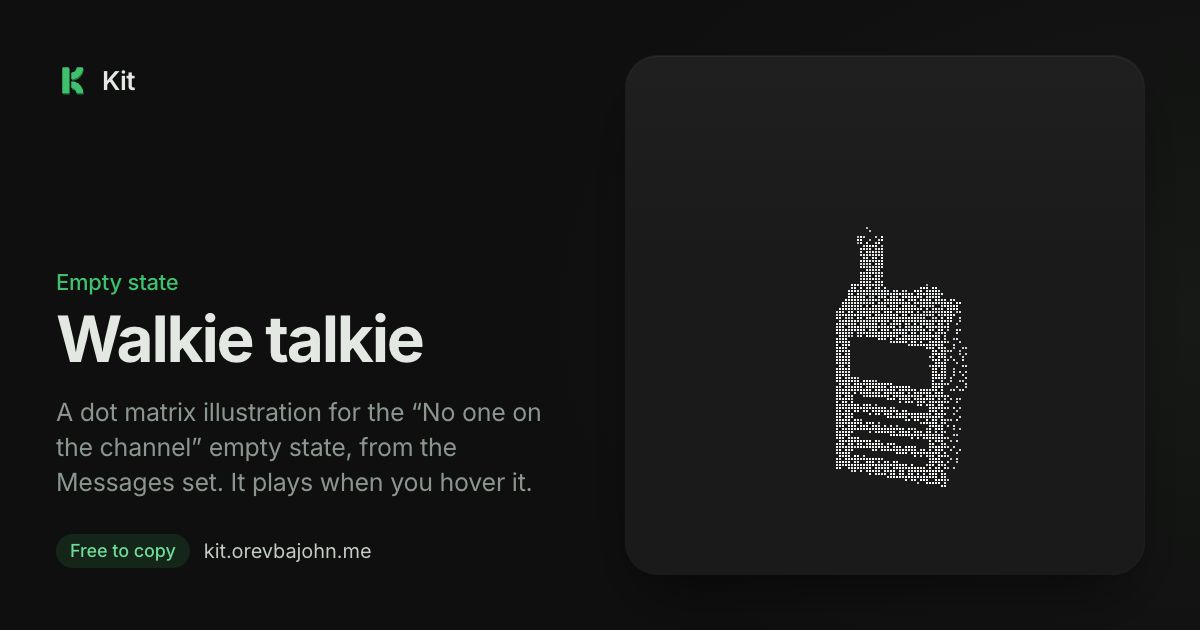 Kit
Empty state
Walkie talkie
A dot matrix illustration for the “No one on
the channel” empty state, from the
Messages set. It plays when you hover it.
Free to copy
kit.orevbajohn.me